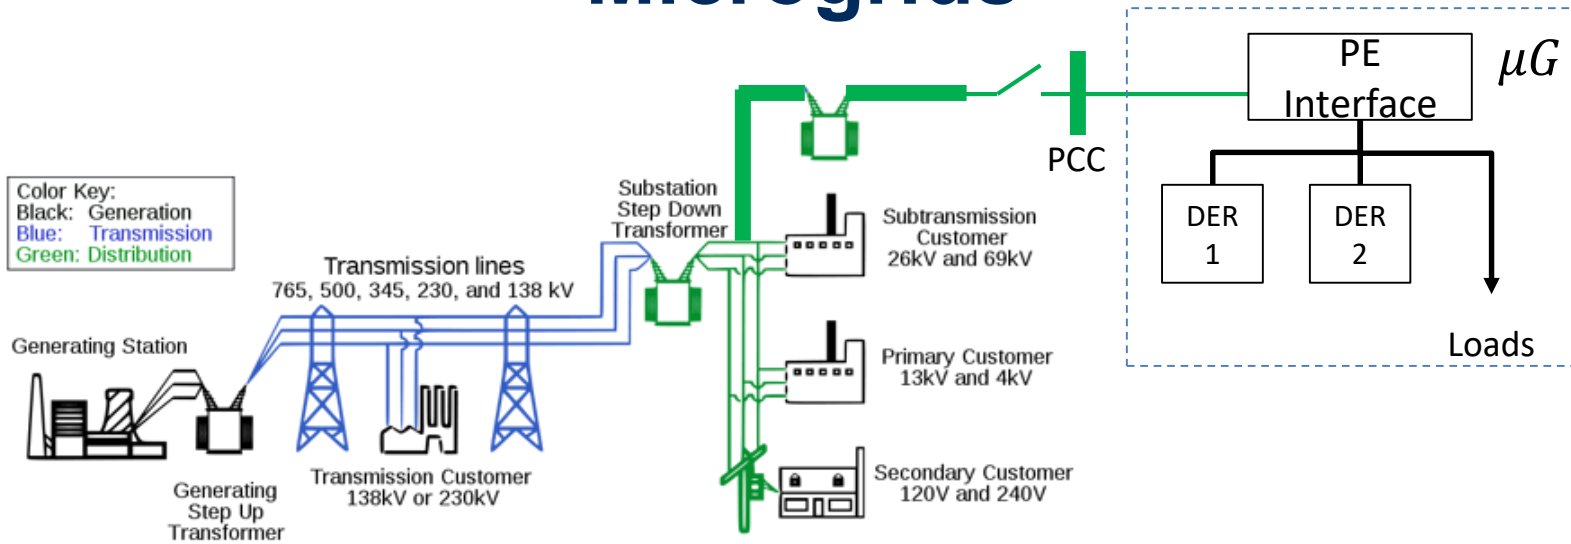 Microgrids
μG
PE
Interface
PCC
DER
1
DER
2
Loads
Color Key:
Black: Generation
Blue: Transmission
Green: Distribution
Substation
Step Down
Transformer
Subtransmission
Customer
26kV and 69kV
Transmission lines
765, 500, 345, 230, and 138 kV
Generating Station
Primary Customer
13kV and 4kV
Transmission Customer
138kV or 230kV
Secondary Customer
120V and 240V
Generating
Step Up
Transformer